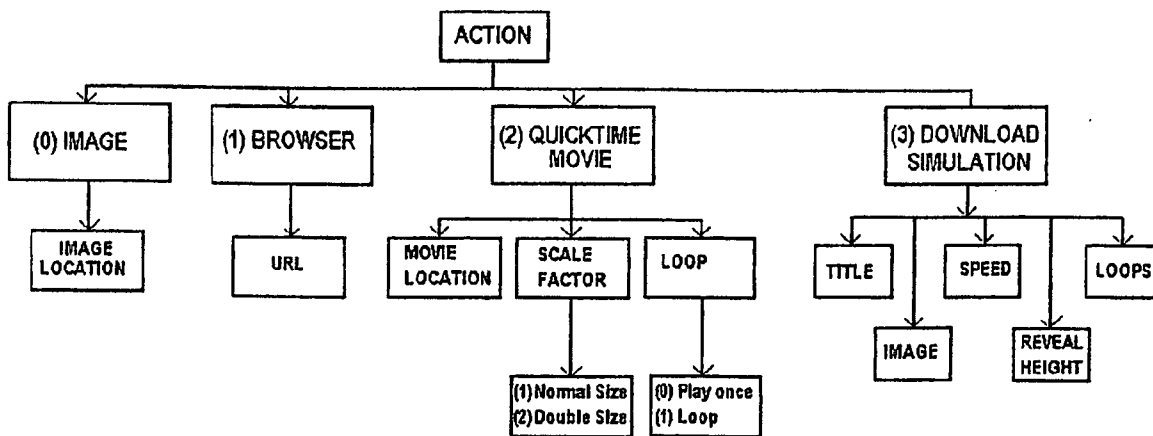 ACTION
(0) IMAGE
(1) BROWSER
(2) QUICKTIME
MOVIE
(3) DOWNLOAD
SIMULATION
IMAGE
LOCATION
URL
MOVIE
LOCATION
SCALE
FACTOR
LOOP
TITLE
SPEED
LOOPS
IMAGE
REVEAL
HEIGHT
(1) Normal Size
(2) Double Size
(0) Play once
(1) Loop